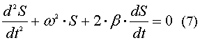 d²S/dt² + ω² · S + 2 · β · dS/dt = 0 (7)